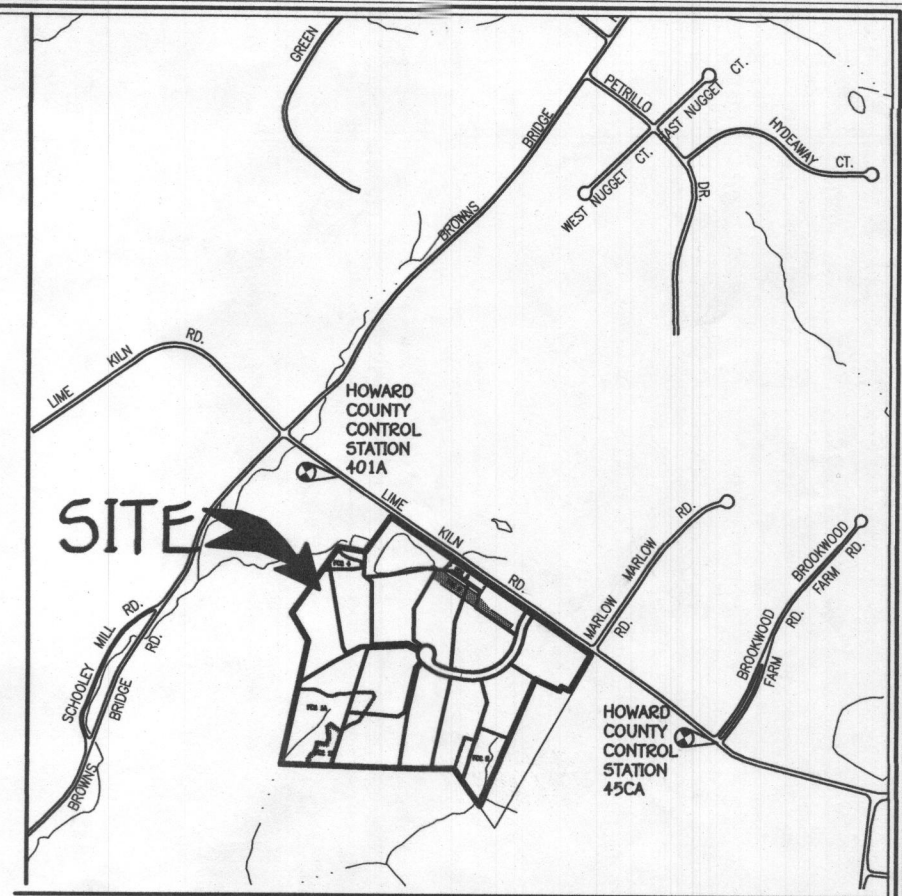 GREEN
BROWNS BRIDGE
PETRILLO DR.
EAST NUGGET CT.
WEST NUGGET CT.
HYDEAWAY CT.
LIME KILN RD.
HOWARD
COUNTY
CONTROL
STATION
401A
SITE
LIME KILN RD.
MARLOW RD.
MARLOW RD.
BROOKWOOD FARM RD.
BROOKWOOD FARM RD.
SCHOOLEY MILL RD.
BROWNS BRIDGE RD.
HOWARD
COUNTY
CONTROL
STATION
45CA